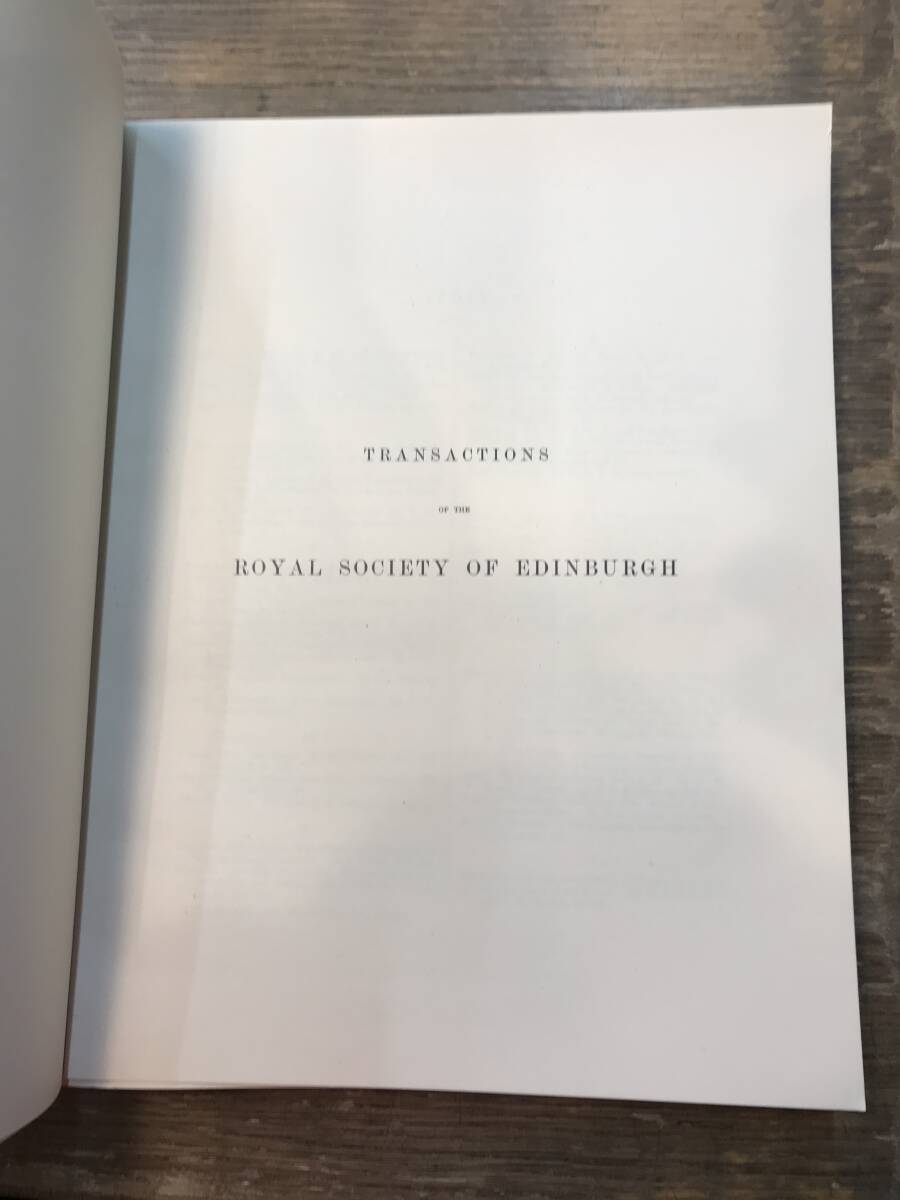 TRANSACTIONS
OF THE
ROYAL SOCIETY OF EDINBURGH